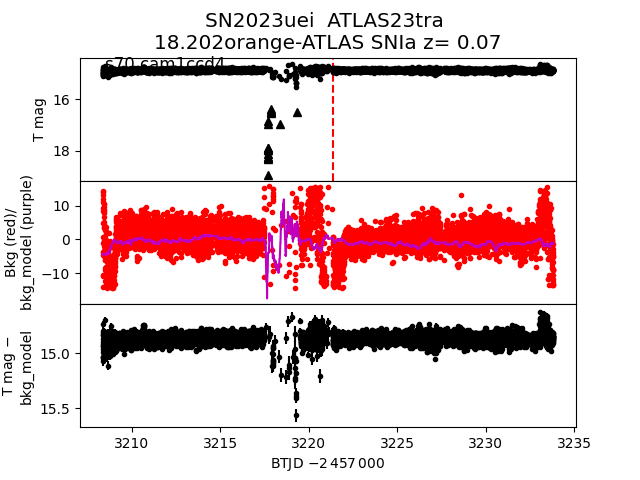 SN2023uei ATLAS23tra
18.202orange-ATLAS SNIa z= 0.07
s70 cam1ccd4
T mag
16
18
Bkg (red)/
bkg_model (purple)
10
0
−10
T mag −
bkg_model
15.0
15.5
3210 3215 3220 3225 3230 3235
BTJD −2 457 000